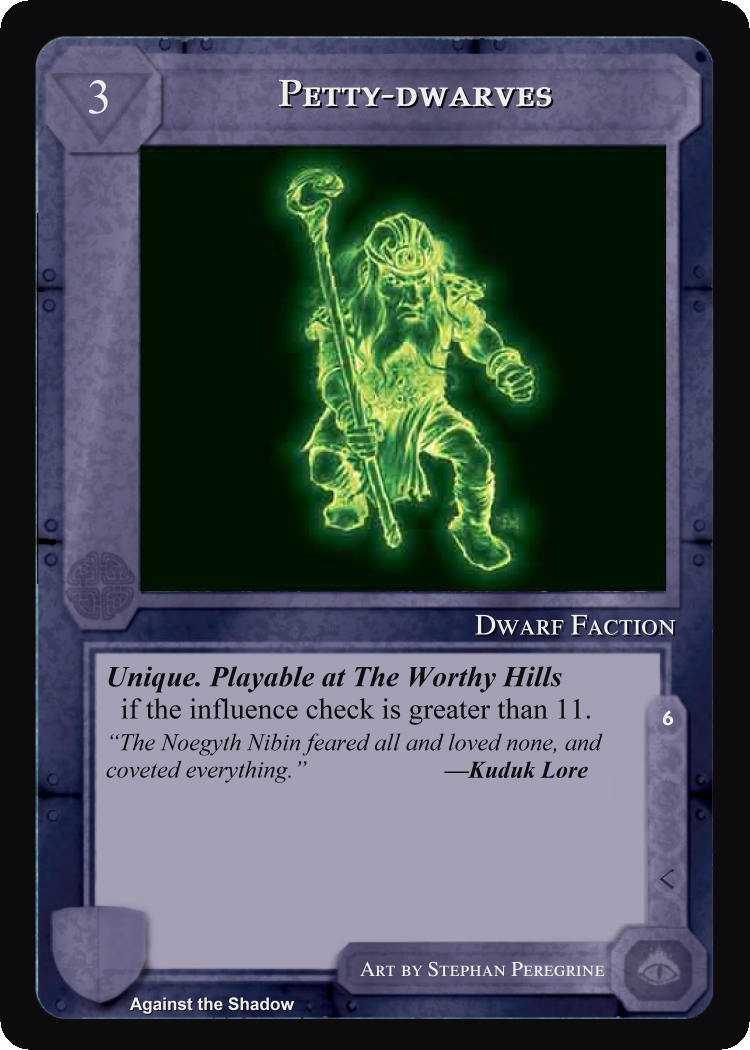 3
Petty-dwarves
Dwarf Faction
Unique. Playable at The Worthy Hills
if the influence check is greater than 11.
“The Noegyth Nibin feared all and loved none, and
coveted everything.” —Kuduk Lore
6
Art by Stephan Peregrine
Against the Shadow